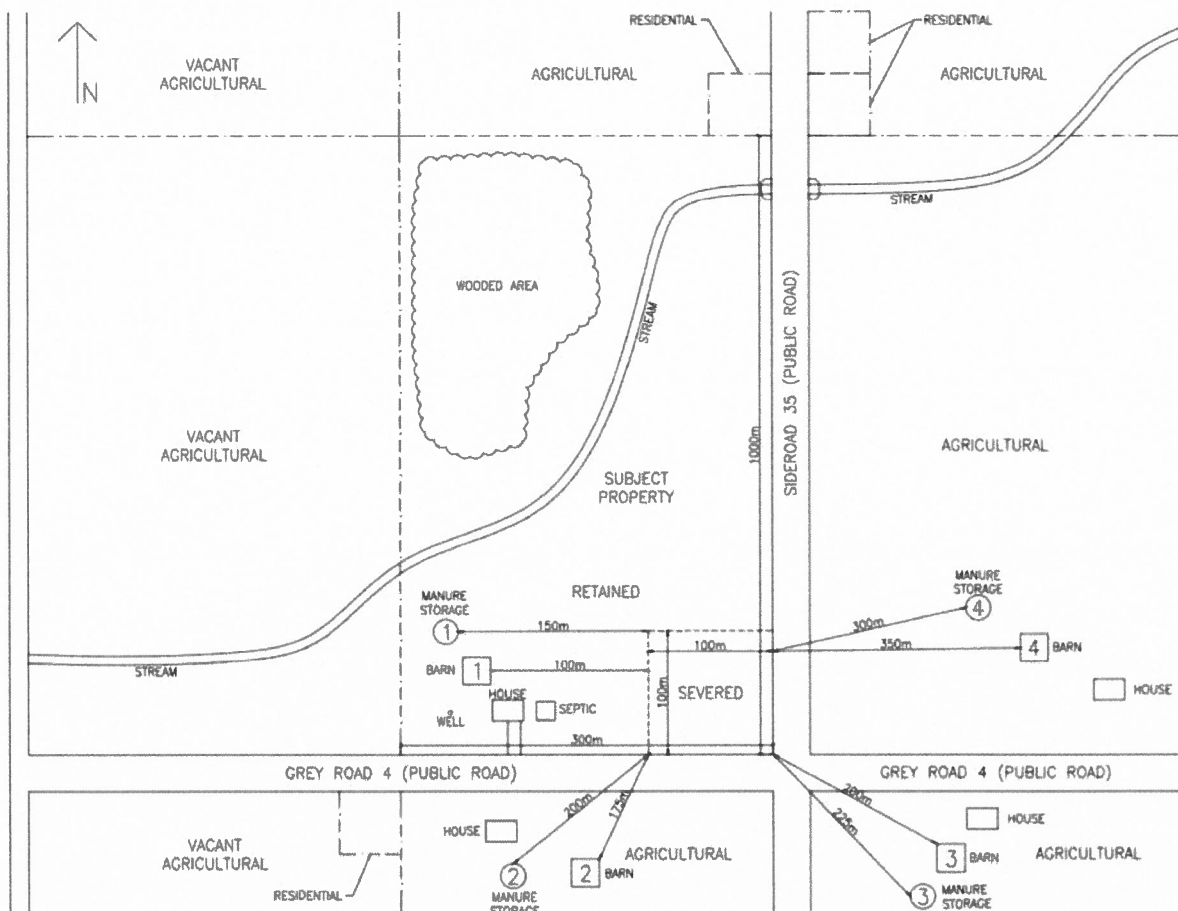 RESIDENTIAL
RESIDENTIAL
N
VACANT
AGRICULTURAL
AGRICULTURAL
AGRICULTURAL
STREAM
WOODED AREA
STREAM
SIDEROAD 35 (PUBLIC ROAD)
1000m
VACANT
AGRICULTURAL
AGRICULTURAL
SUBJECT
PROPERTY
RETAINED
MANURE
STORAGE
1
150m
MANURE
STORAGE
4
300m
100m
350m
4
BARN
BARN
1
100m
100m
SEVERED
STREAM
HOUSE
SEPTIC
WELL
HOUSE
300m
GREY ROAD 4 (PUBLIC ROAD)
GREY ROAD 4 (PUBLIC ROAD)
200m
175m
200m
225m
HOUSE
HOUSE
VACANT
AGRICULTURAL
AGRICULTURAL
AGRICULTURAL
RESIDENTIAL
2
MANURE
STORAGE
2
BARN
3
BARN
3
MANURE
STORAGE